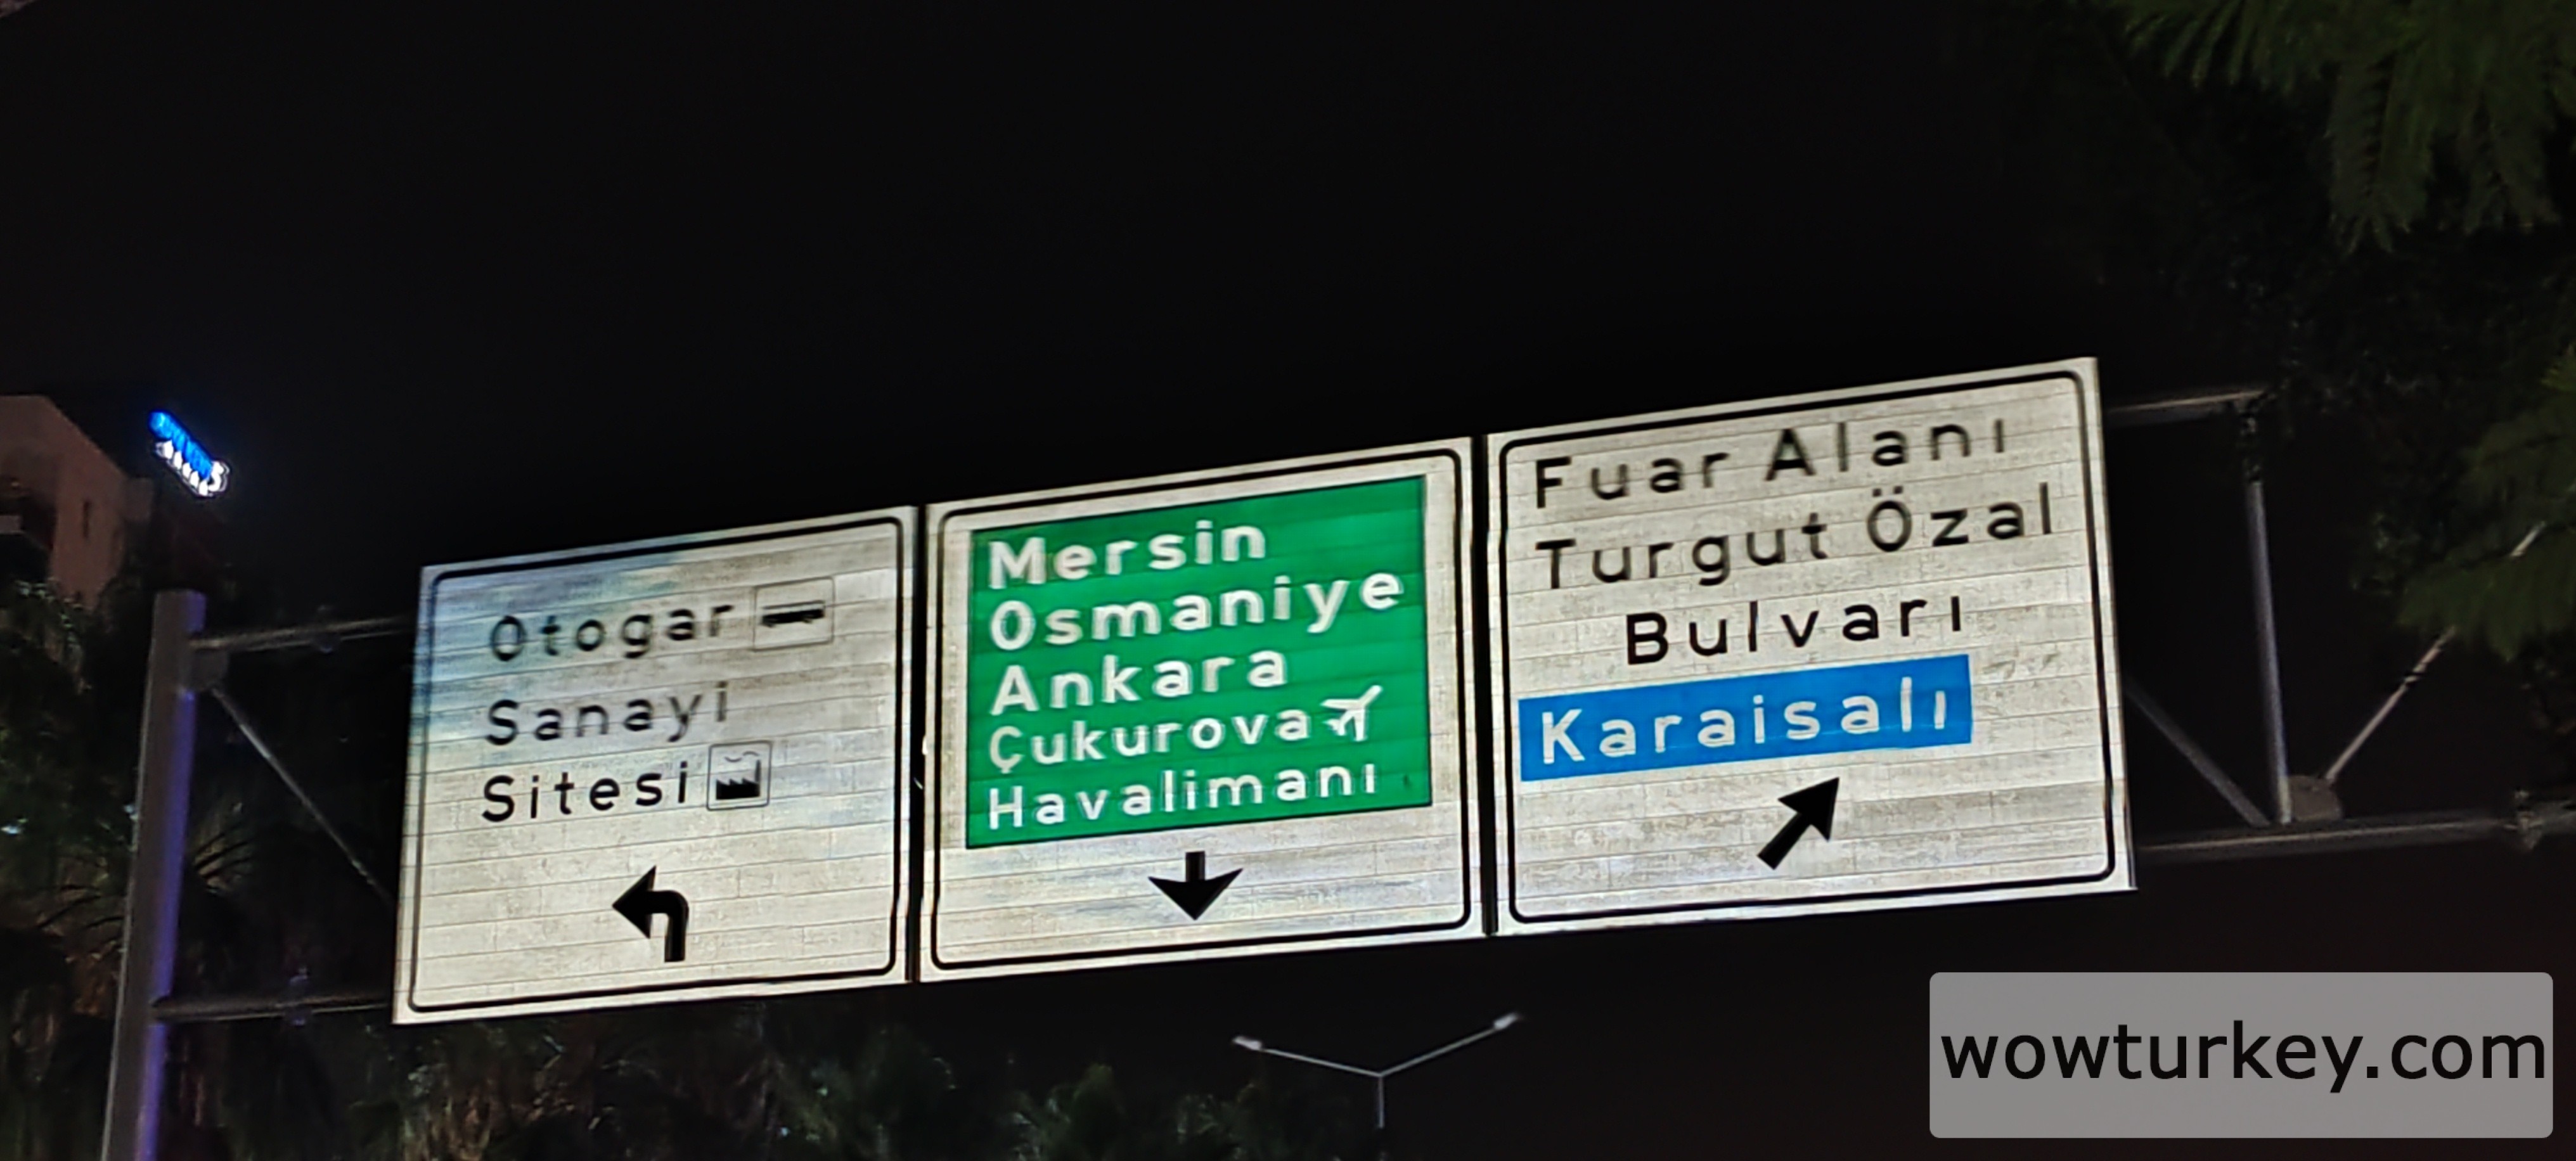 Otogar
Sanayi
Sitesi
Mersin
Osmaniye
Ankara
Çukurova
Havalimanı
Fuar Alanı
Turgut Özal
Bulvarı
Karaisalı
wowturkey.com